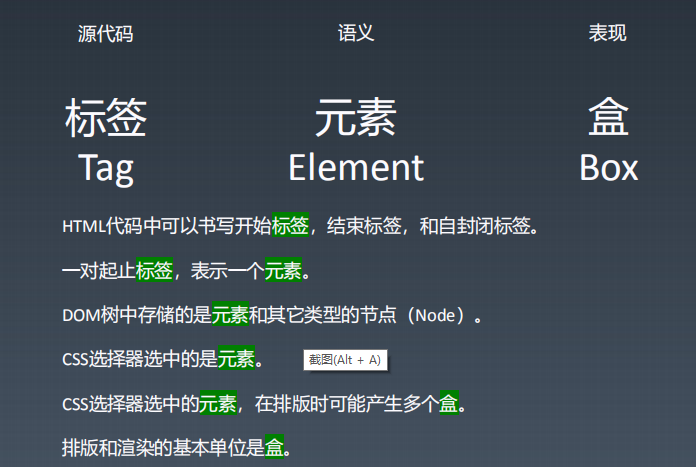 源代码 语义 表现
标签 元素 盒
Tag Element Box
HTML代码中可以书写开始标签，结束标签，和自封闭标签。
一对起止标签，表示一个元素。
DOM树中存储的是元素和其它类型的节点（Node）。
CSS选择器选中的是元素。
截图(Alt + A)
CSS选择器选中的元素，在排版时可能产生多个盒。
排版和渲染的基本单位是盒。